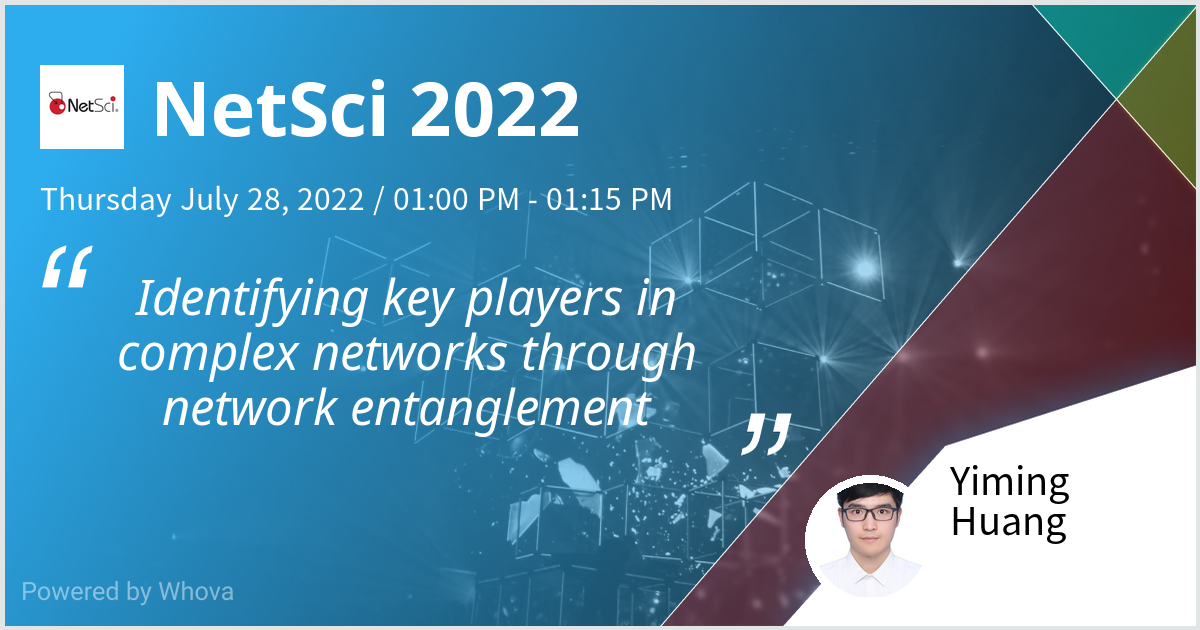 NetSci
NetSci 2022
Thursday July 28, 2022 / 01:00 PM - 01:15 PM
“ Identifying key players in
complex networks through
network entanglement ”
Yiming
Huang
Powered by Whova